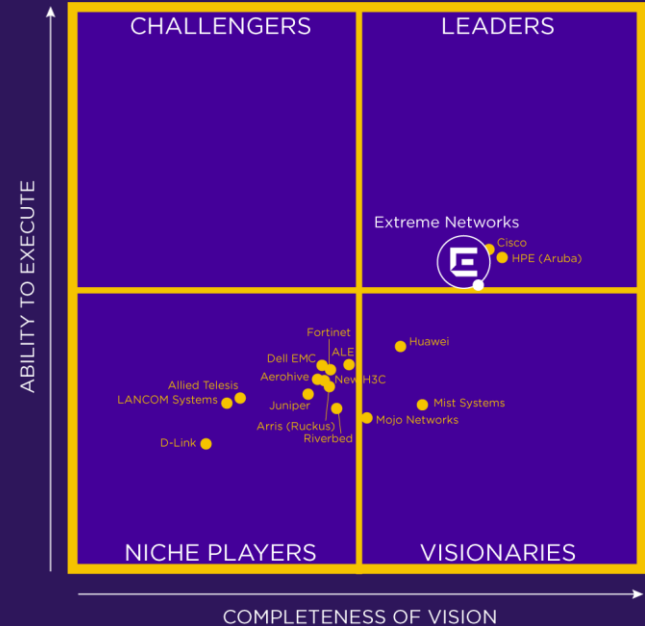 CHALLENGERS
LEADERS
ABILITY TO EXECUTE
Extreme Networks
Cisco
E
HPE (Aruba)
Fortinet
Huawei
ALE
Dell EMC
Aerohive
New H3C
Allied Telesis
LANCOM Systems
Juniper
Mist Systems
Mojo Networks
Arris (Ruckus)
Riverbed
D-Link
NICHE PLAYERS
VISIONARIES
COMPLETENESS OF VISION